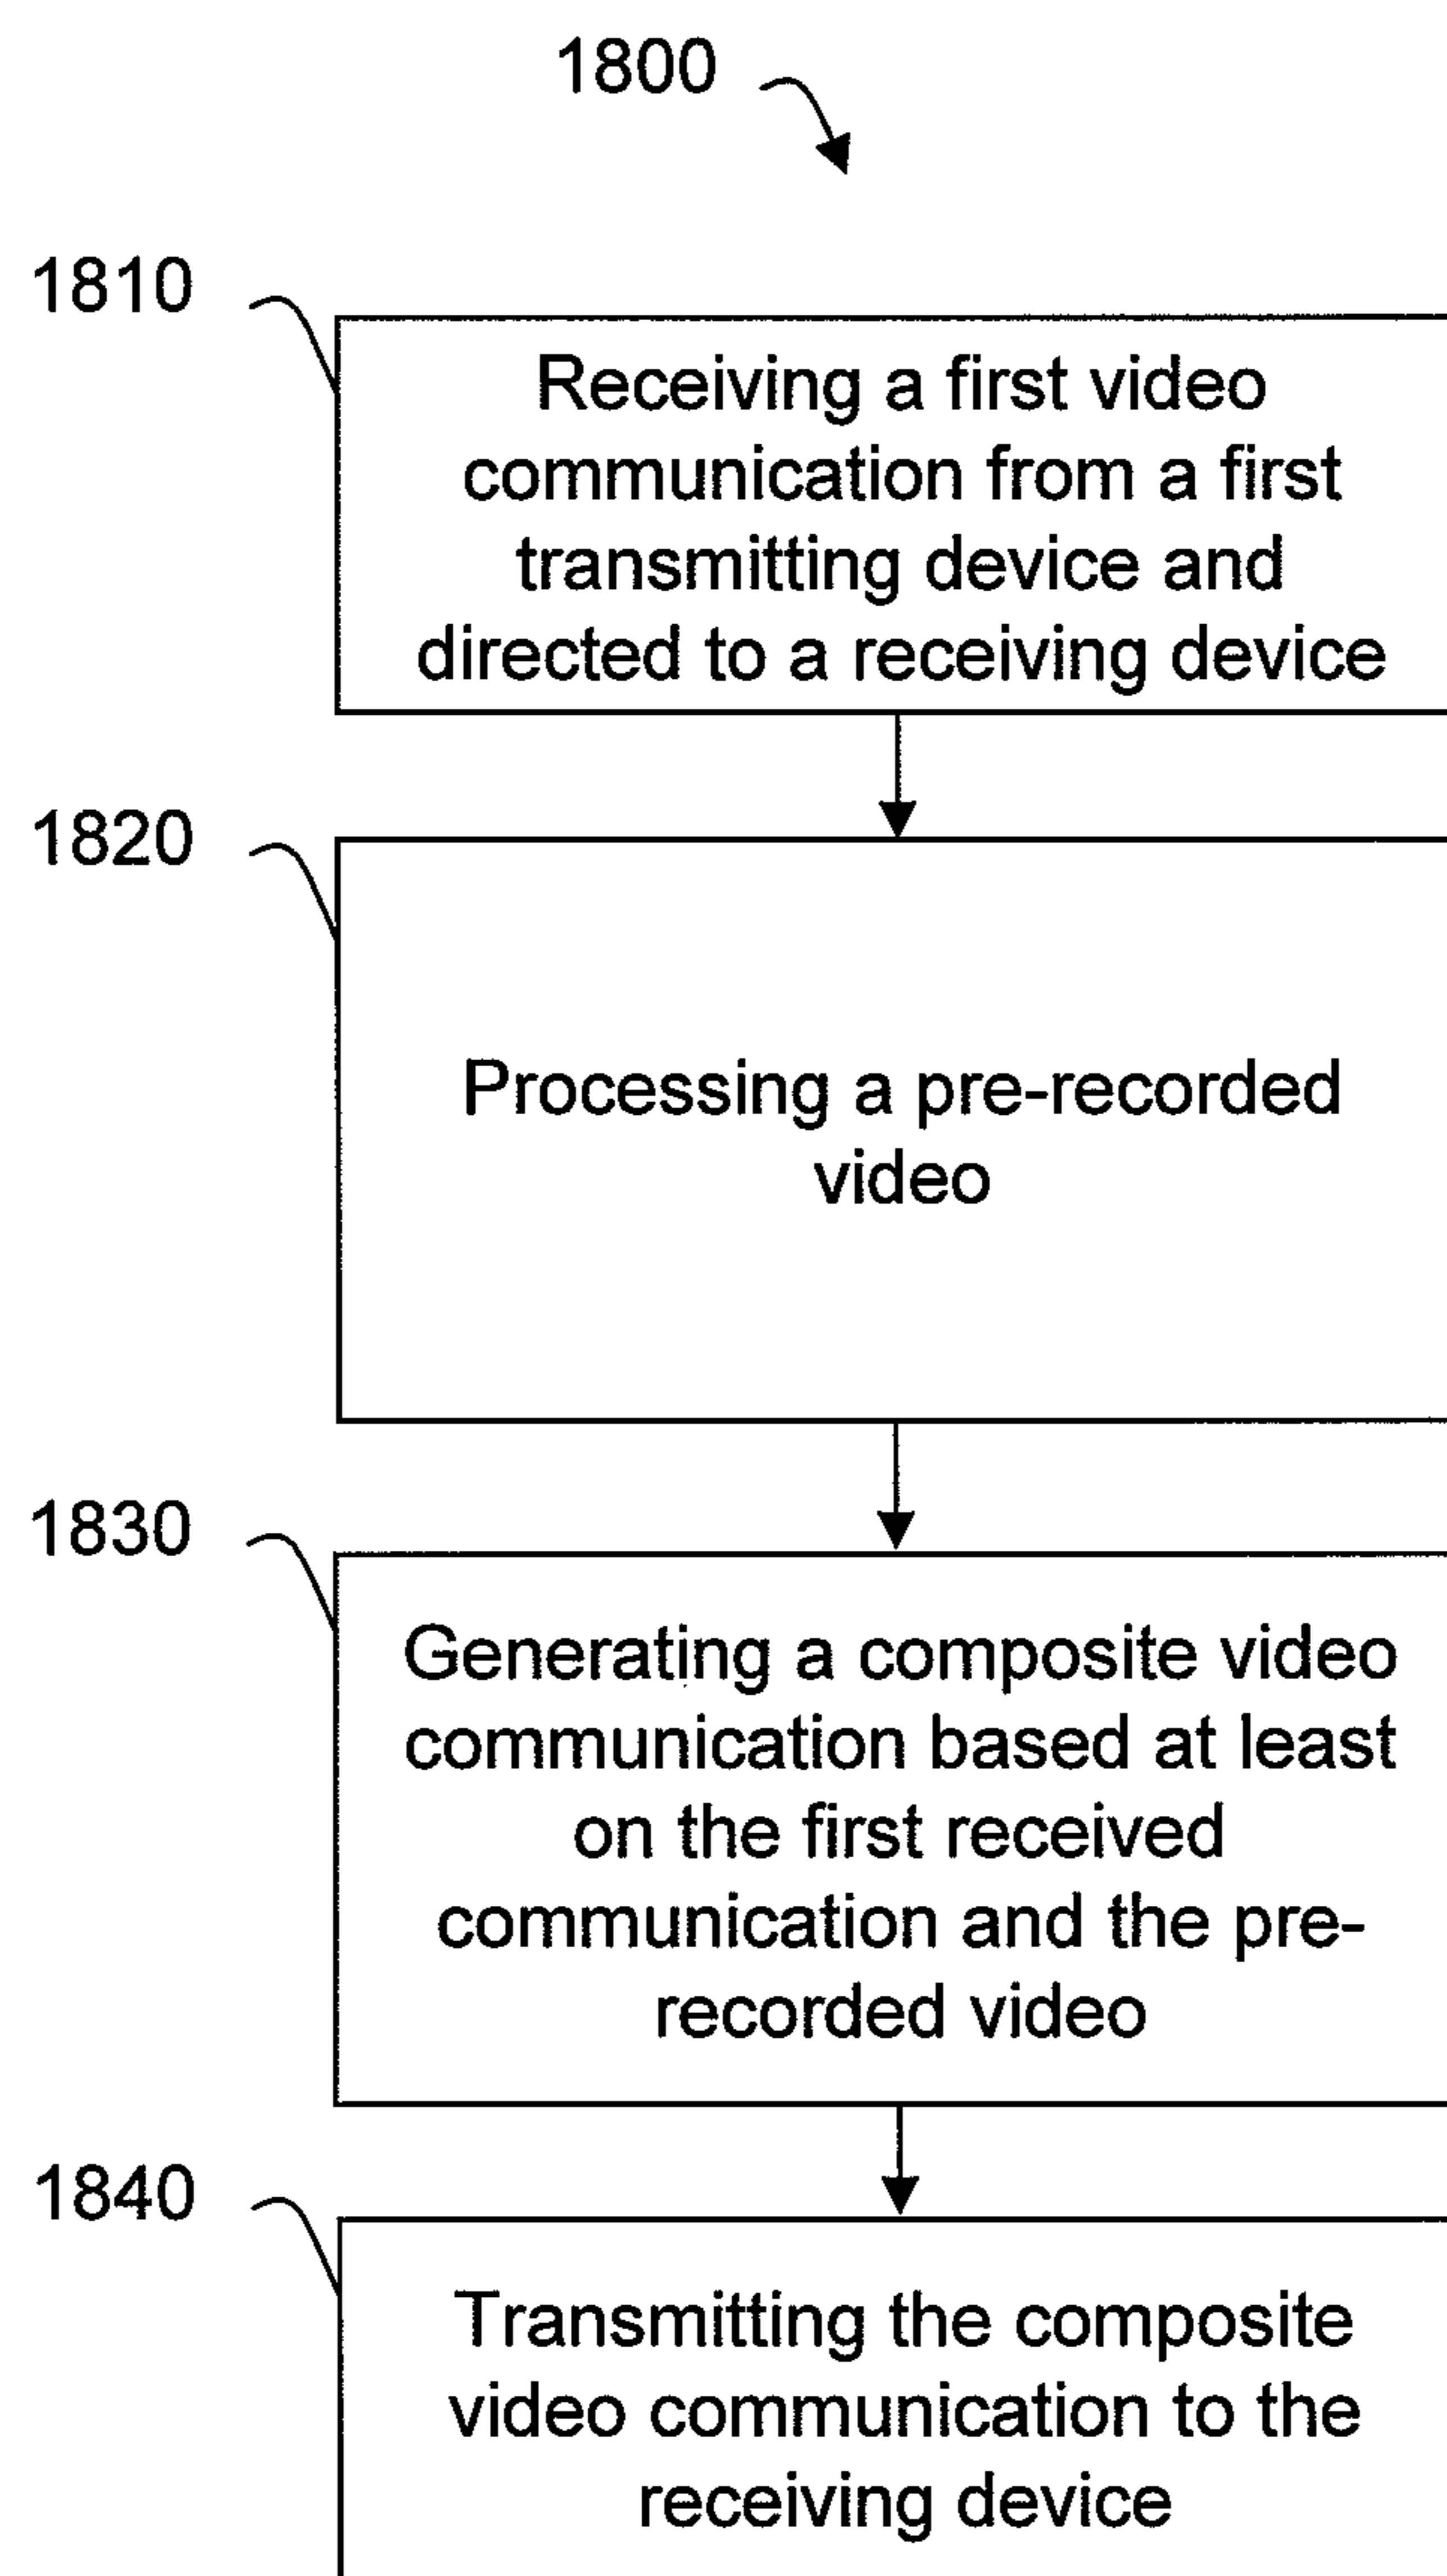 1800
1810
Receiving a first video
communication from a first
transmitting device and
directed to a receiving device
1820
Processing a pre-recorded
video
1830
Generating a composite video
communication based at least
on the first received
communication and the pre-
recorded video
1840
Transmitting the composite
video communication to the
receiving device